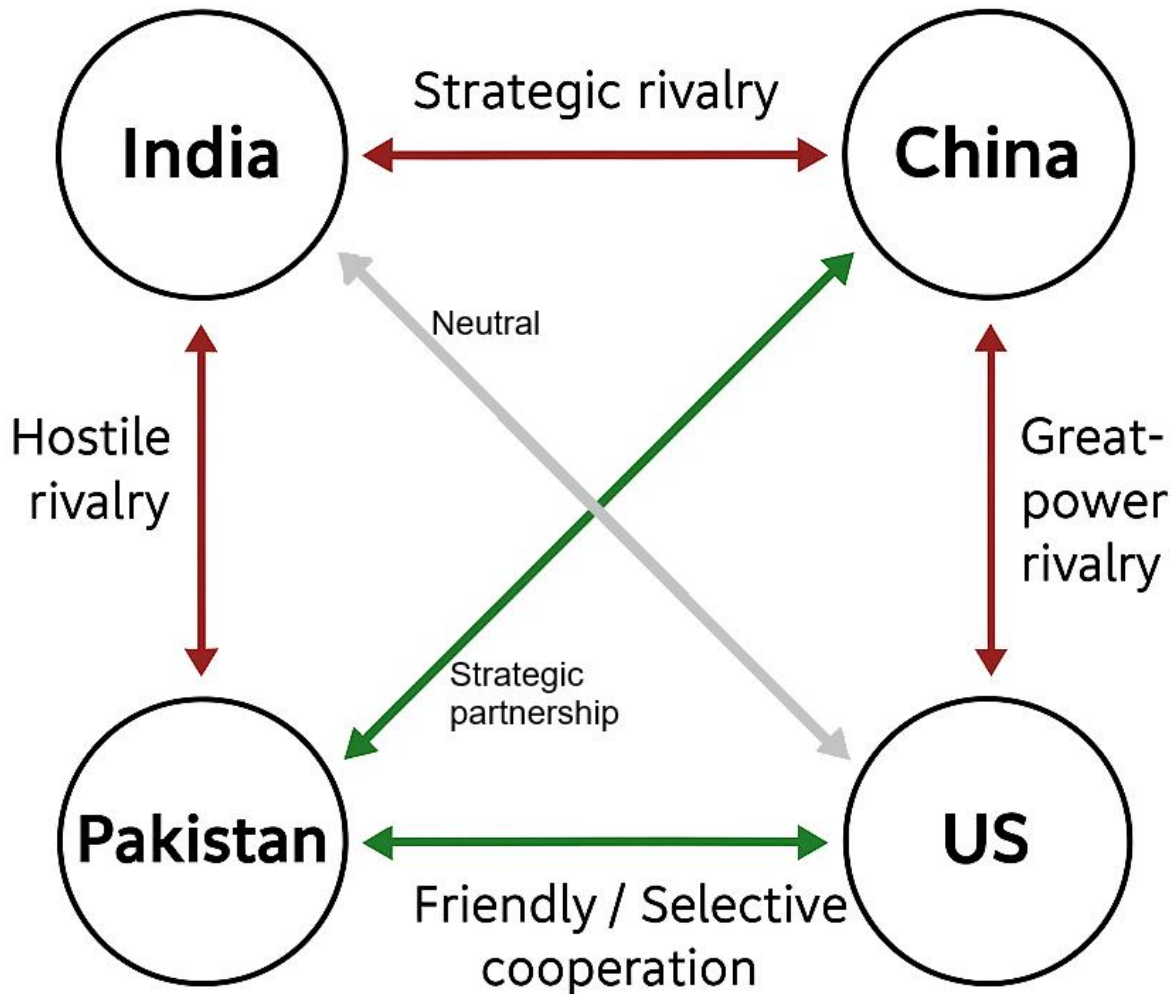 Strategic rivalry
India
China
Neutral
Hostile
rivalry
Great-
power
rivalry
Strategic
partnership
Pakistan
US
Friendly / Selective
cooperation